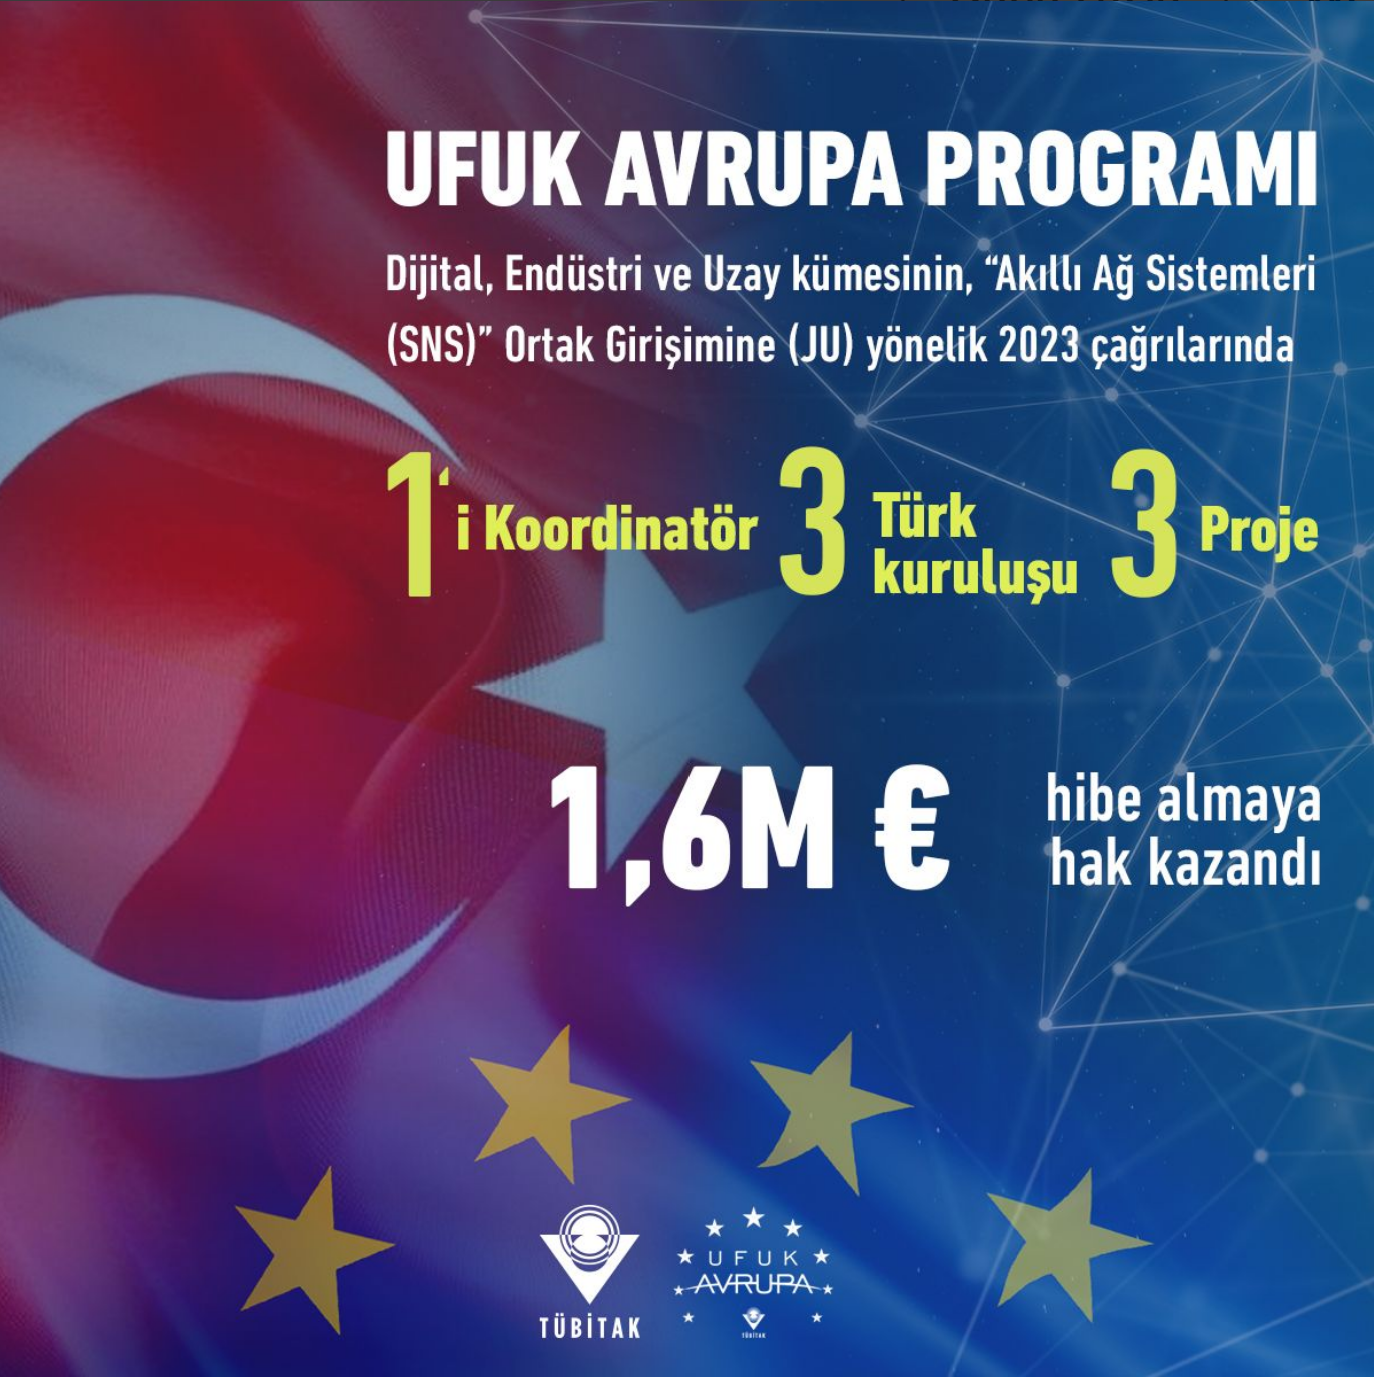 UFUK AVRUPA PROGRAMI
Dijital, Endüstri ve Uzay kümesinin, “Akıllı Ağ Sistemleri
(SNS)” Ortak Girişimine (JU) yönelik 2023 çağrılarında
1‘i Koordinatör 3 Türk kuruluşu 3 Proje
1,6M € hibe almaya hak kazandı
TÜBİTAK
UFUK
AVRUPA
TÜBİTAK